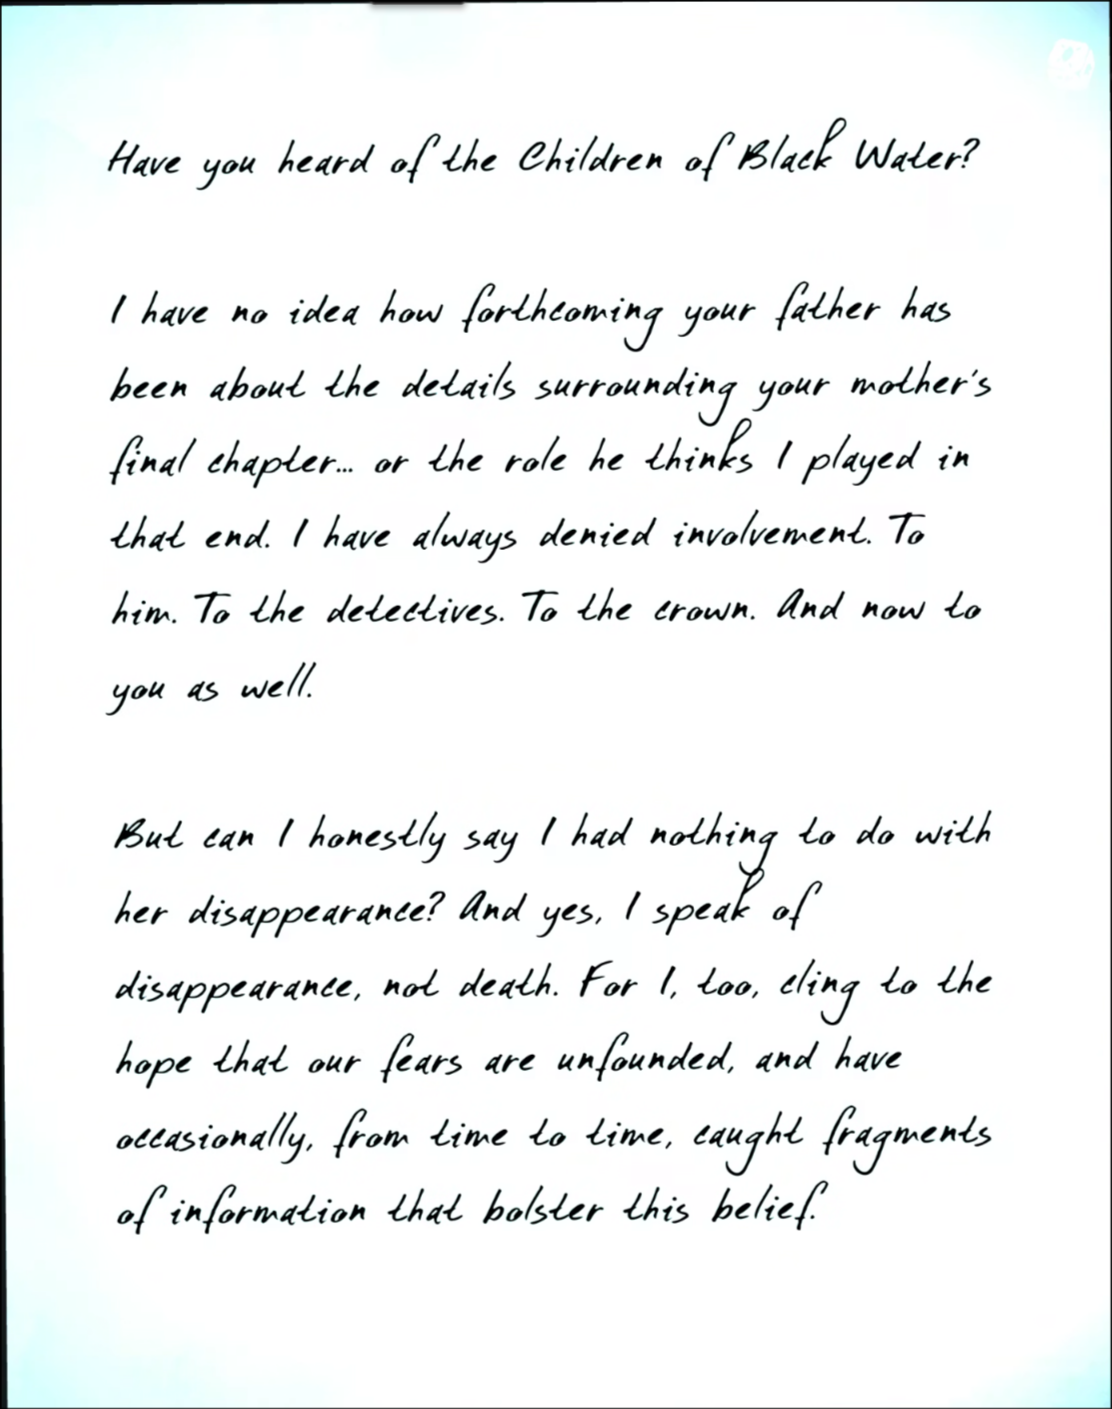 Have you heard of the Children of Black Water?
I have no idea how forthcoming your father has
been about the details surrounding your mother's
final chapter... or the role he thinks I played in
that end. I have always denied involvement. To
him. To the detectives. To the crown. And now to
you as well.
But can I honestly say I had nothing to do with
her disappearance? And yes, I speak of
disappearance, not death. For I, too, cling to the
hope that our fears are unfounded, and have
occasionally, from time to time, caught fragments
of information that bolster this belief.